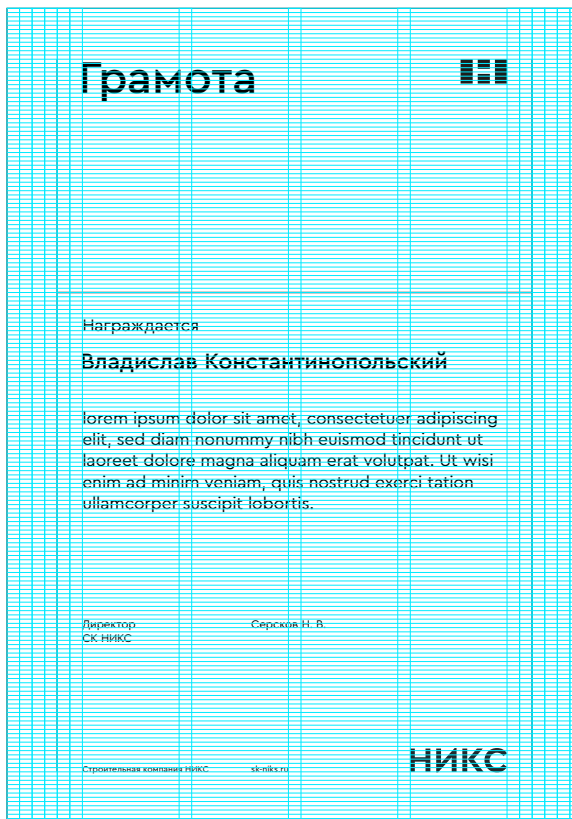 Грамота
Награждается
Владислав Константинопольский
lorem ipsum dolor sit amet, consectetuer adipiscing
elit, sed diam nonummy nibh euismod tincidunt ut
laoreet dolore magna aliquam erat volutpat. Ut wisi
enim ad minim veniam, quis nostrud exerci tation
ullamcorper suscipit lobortis.
Директор
СК НИКС
Серсков Н. В.
Строительная компания НИКС
sk-niks.ru
НИКС